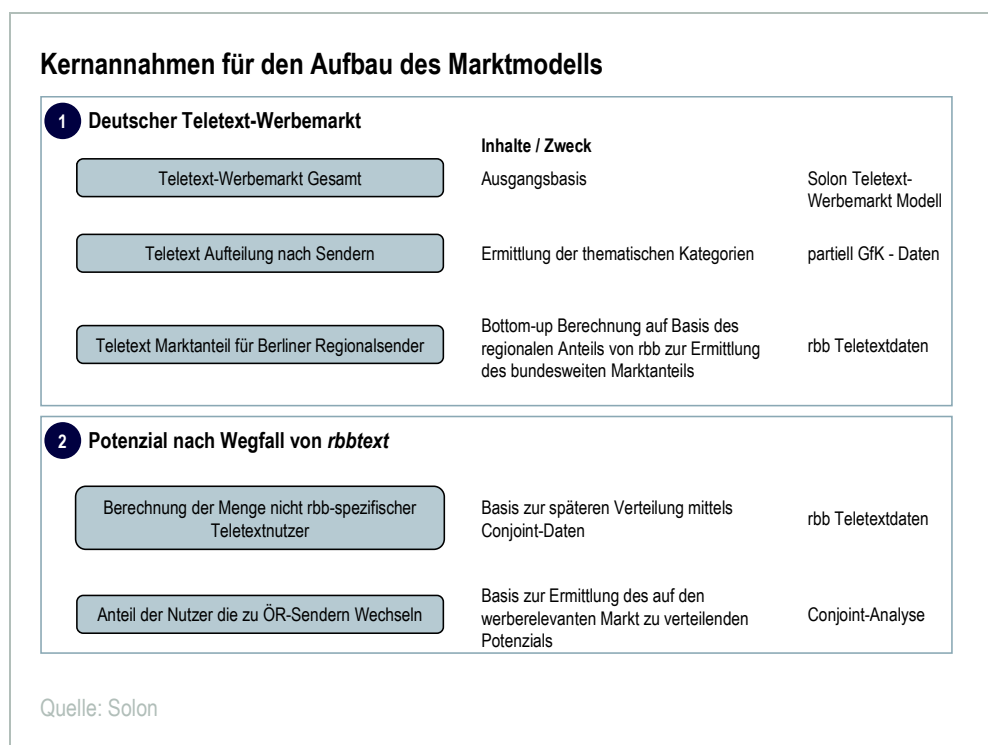 Kernannahmen für den Aufbau des Marktmodells
1 Deutscher Teletext-Werbemarkt
Inhalte / Zweck
Teletext-Werbemarkt Gesamt
Ausgangsbasis
Solon Teletext-
Werbemarkt Modell
Teletext Aufteilung nach Sendern
Ermittlung der thematischen Kategorien
partiell GfK - Daten
Teletext Marktanteil für Berliner Regionalsender
Bottom-up Berechnung auf Basis des
regionalen Anteils von rbb zur Ermittlung
des bundesweiten Marktanteils
rbb Teletextdaten
2 Potenzial nach Wegfall von rbbtext
Berechnung der Menge nicht rbb-spezifischer
Teletextnutzer
Basis zur späteren Verteilung mittels
Conjoint-Daten
rbb Teletextdaten
Anteil der Nutzer die zu ÖR-Sendern Wechseln
Basis zur Ermittlung des auf den
werberelevanten Markt zu verteilenden
Potenzials
Conjoint-Analyse
Quelle: Solon